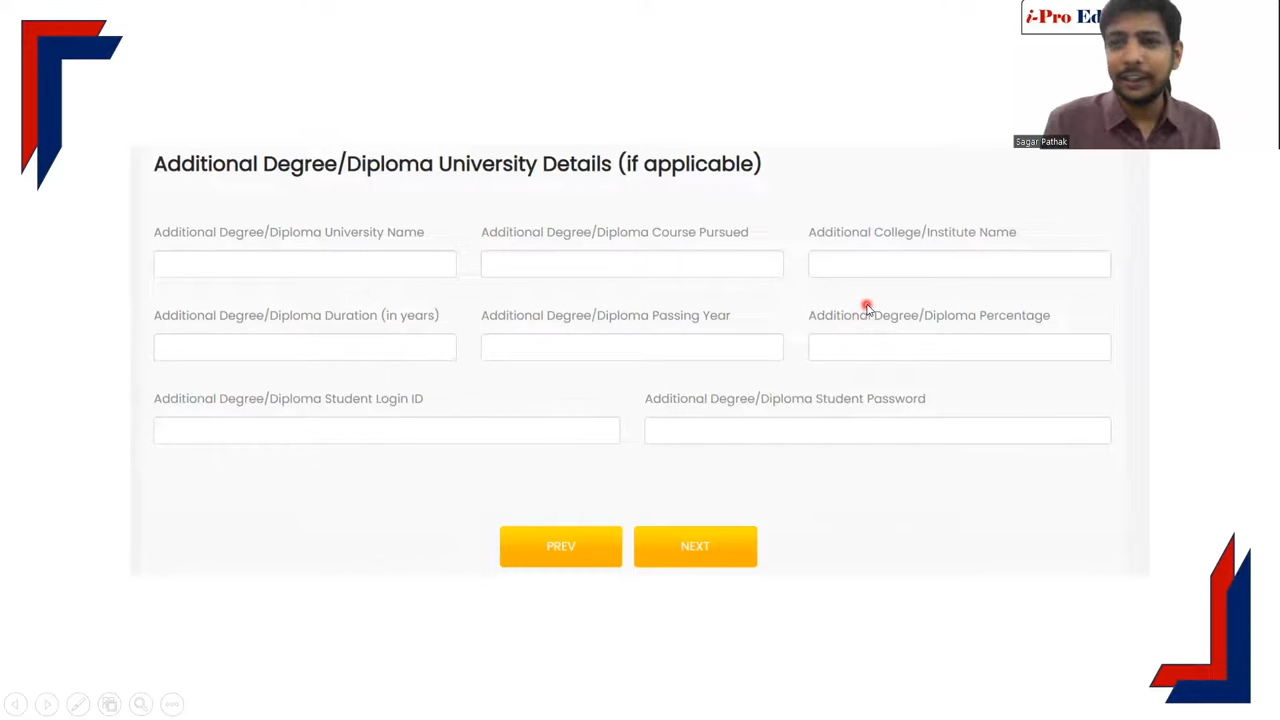 i-Pro Ed
Sagar Pathak
Additional Degree/Diploma University Details (if applicable)
Additional Degree/Diploma University Name
Additional Degree/Diploma Course Pursued
Additional College/Institute Name
Additional Degree/Diploma Duration (in years)
Additional Degree/Diploma Passing Year
Additional Degree/Diploma Percentage
Additional Degree/Diploma Student Login ID
Additional Degree/Diploma Student Password
PREV
NEXT